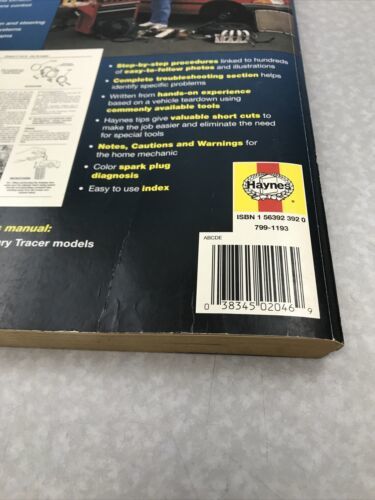 n and steering
• Step-by-step procedures linked to hundreds
of easy-to-follow photos and illustrations
• Complete troubleshooting section helps
identify specific problems
• Written from hands-on experience
based on a vehicle teardown using
commonly available tools
• Haynes tips give valuable short cuts to
make the job easier and eliminate the need
for special tools
• Notes, Cautions and Warnings for
the home mechanic
• Color spark plug
diagnosis
• Easy to use index
Haynes
ISBN 1 56392 392 0
799-1193
ABCDE
0 38345 02046 9
manual:
ury Tracer models